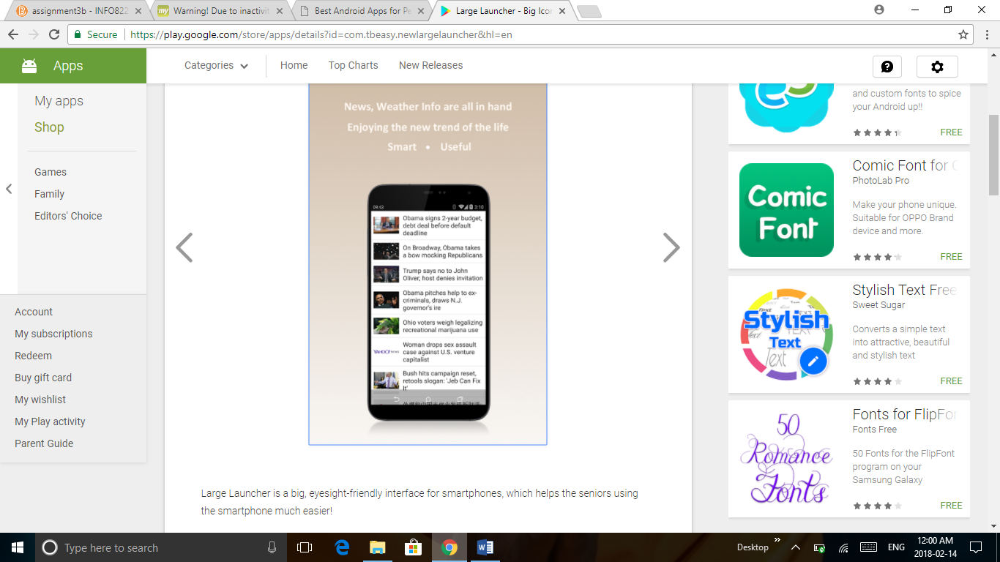 assignment3b - INFO822
Warning! Due to inactivit
Best Android Apps for Pe
Large Launcher - Big Icon
Secure
https://play.google.com/store/apps/details?id=com.tbeasy.newlargelauncher&hl=en
Apps
Categories
Home
Top Charts
New Releases
My apps
Shop
Games
Family
Editors' Choice
Account
My subscriptions
Redeem
Buy gift card
My wishlist
My Play activity
Parent Guide
News, Weather Info are all in hand
Enjoying the new trend of the life
Smart • Useful
09:43
3:10
Obama signs 2-year budget,
debt deal before default
deadline
On Broadway, Obama takes
a bow mocking Republicans
Trump says no to John
Oliver; host denies invitation
Obama pitches help to ex-
criminals, draws N.J.
governor's ire
Ohio voters weigh legalizing
recreational marijuana use
YAHOO! NEWS
Woman drops sex assault
case against U.S. venture
capitalist
Bush hits campaign reset,
retools slogan: 'Jeb Can Fix
It'
Large Launcher is a big, eyesight-friendly interface for smartphones, which helps the seniors using
the smartphone much easier!
and custom fonts to spice
your Android up!!
FREE
Comic
Font
Comic Font for
PhotoLab Pro
Make your phone unique.
Suitable for OPPO Brand
device and more.
FREE
Stylish
Text
Text
Stylish Text Free
Sweet Sugar
Converts a simple text
into attractive, beautiful
and stylish text
FREE
50
Romance
Fonts
Fonts for FlipFon
Fonts Free
50 Fonts for the FlipFont
program on your
Samsung Galaxy
FREE
Type here to search
Desktop
ENG
12:00 AM
2018-02-14